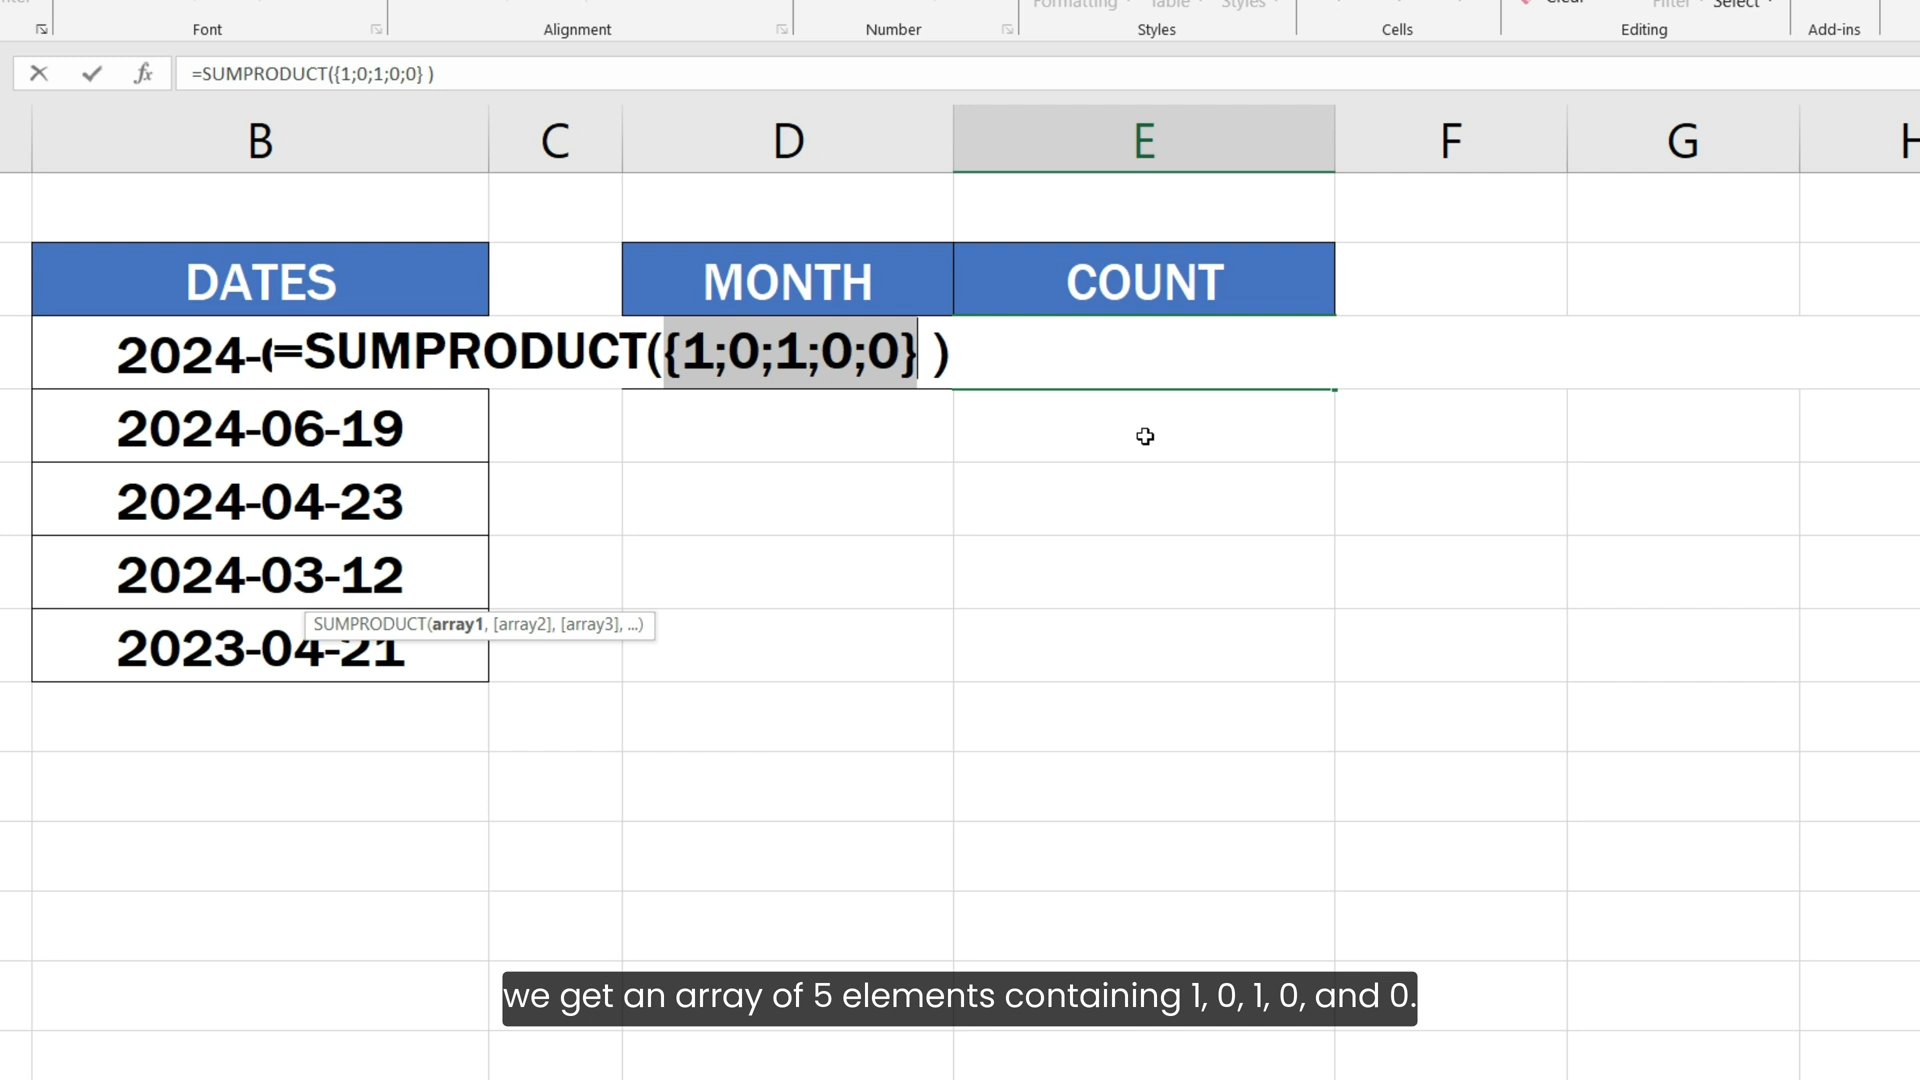 Formatting Table Styles Clear Filter Select
Font Alignment Number Styles Cells Editing Add-ins
fx =SUMPRODUCT({1;0;1;0;0} )
B C D E F G H
DATES MONTH COUNT
2024- =SUMPRODUCT({1;0;1;0;0} )
2024-06-19
2024-04-23
2024-03-12
SUMPRODUCT(array1, [array2], [array3], ...)
2023-04-21
we get an array of 5 elements containing 1, 0, 1, 0, and 0.